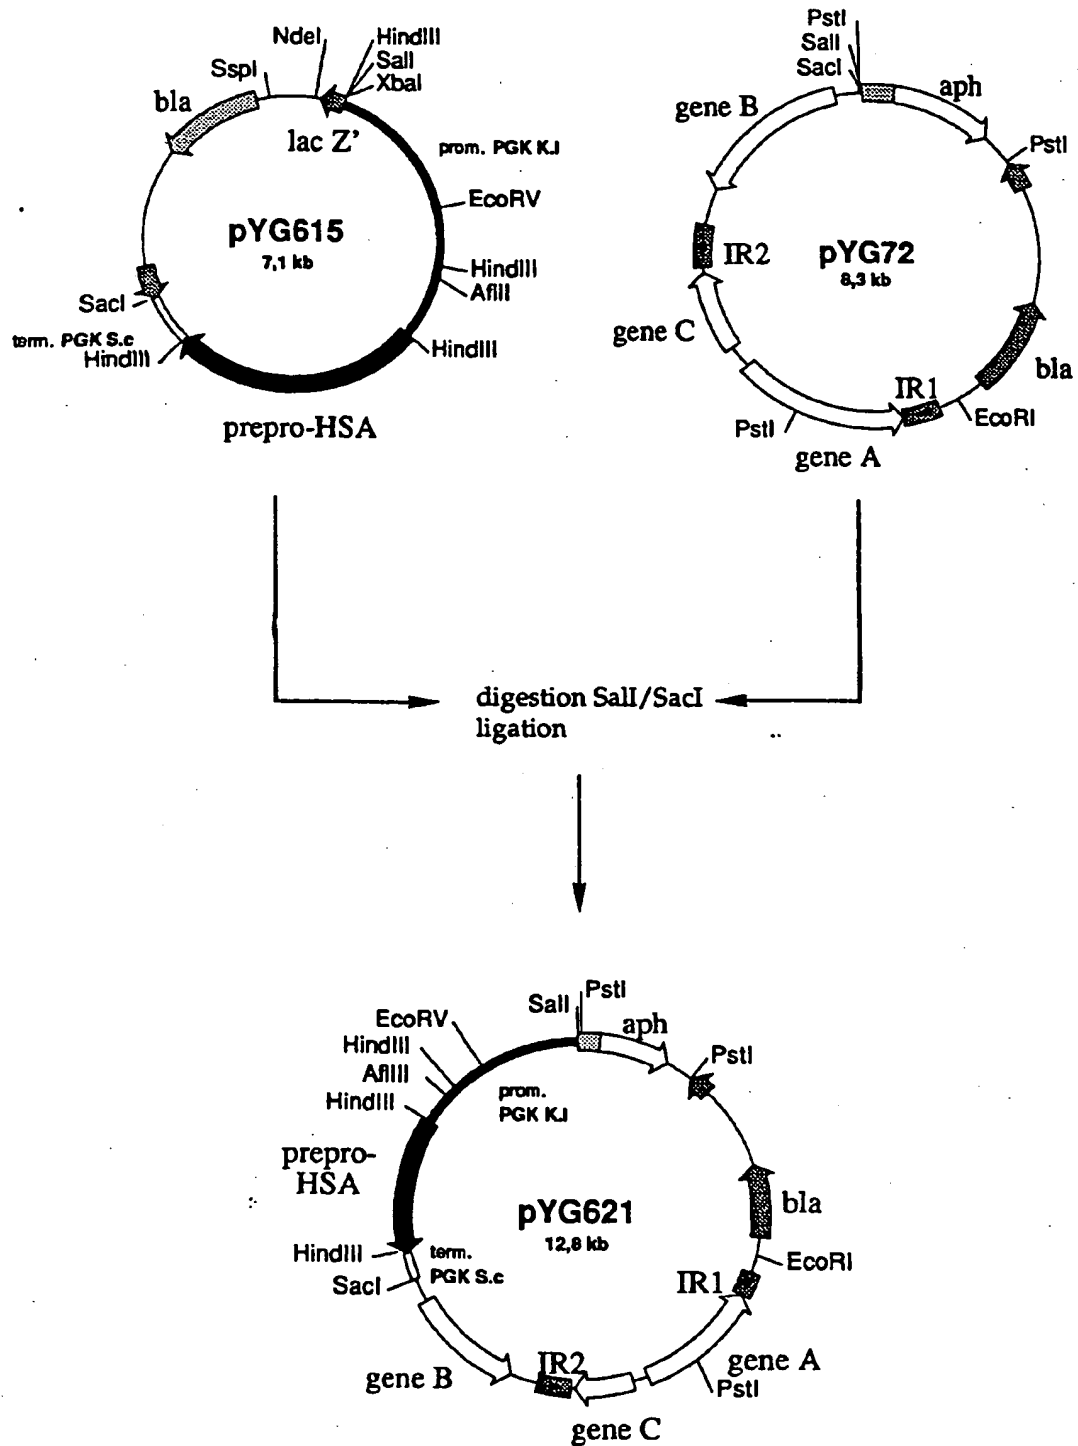 NdeI
HindIII
SalI
XbaI
SspI
bla
lac Z'
prom. PGK K.l
EcoRV
pYG615
7,1 kb
HindIII
AflII
SacI
term. PGK S.c
HindIII
HindIII
prepro-HSA
PstI
SalI
SacI
aph
gene B
PstI
IR2
pYG72
8,3 kb
gene C
bla
IR1
EcoRI
PstI
gene A
digestion SalI/SacI
ligation
SalI
PstI
aph
EcoRV
HindIII
AflIII
HindIII
PstI
prom.
PGK K.l
prepro-
HSA
pYG621
12,8 kb
bla
HindIII
term.
PGK S.c
SacI
EcoRI
IR1
gene B
IR2
gene A
PstI
gene C